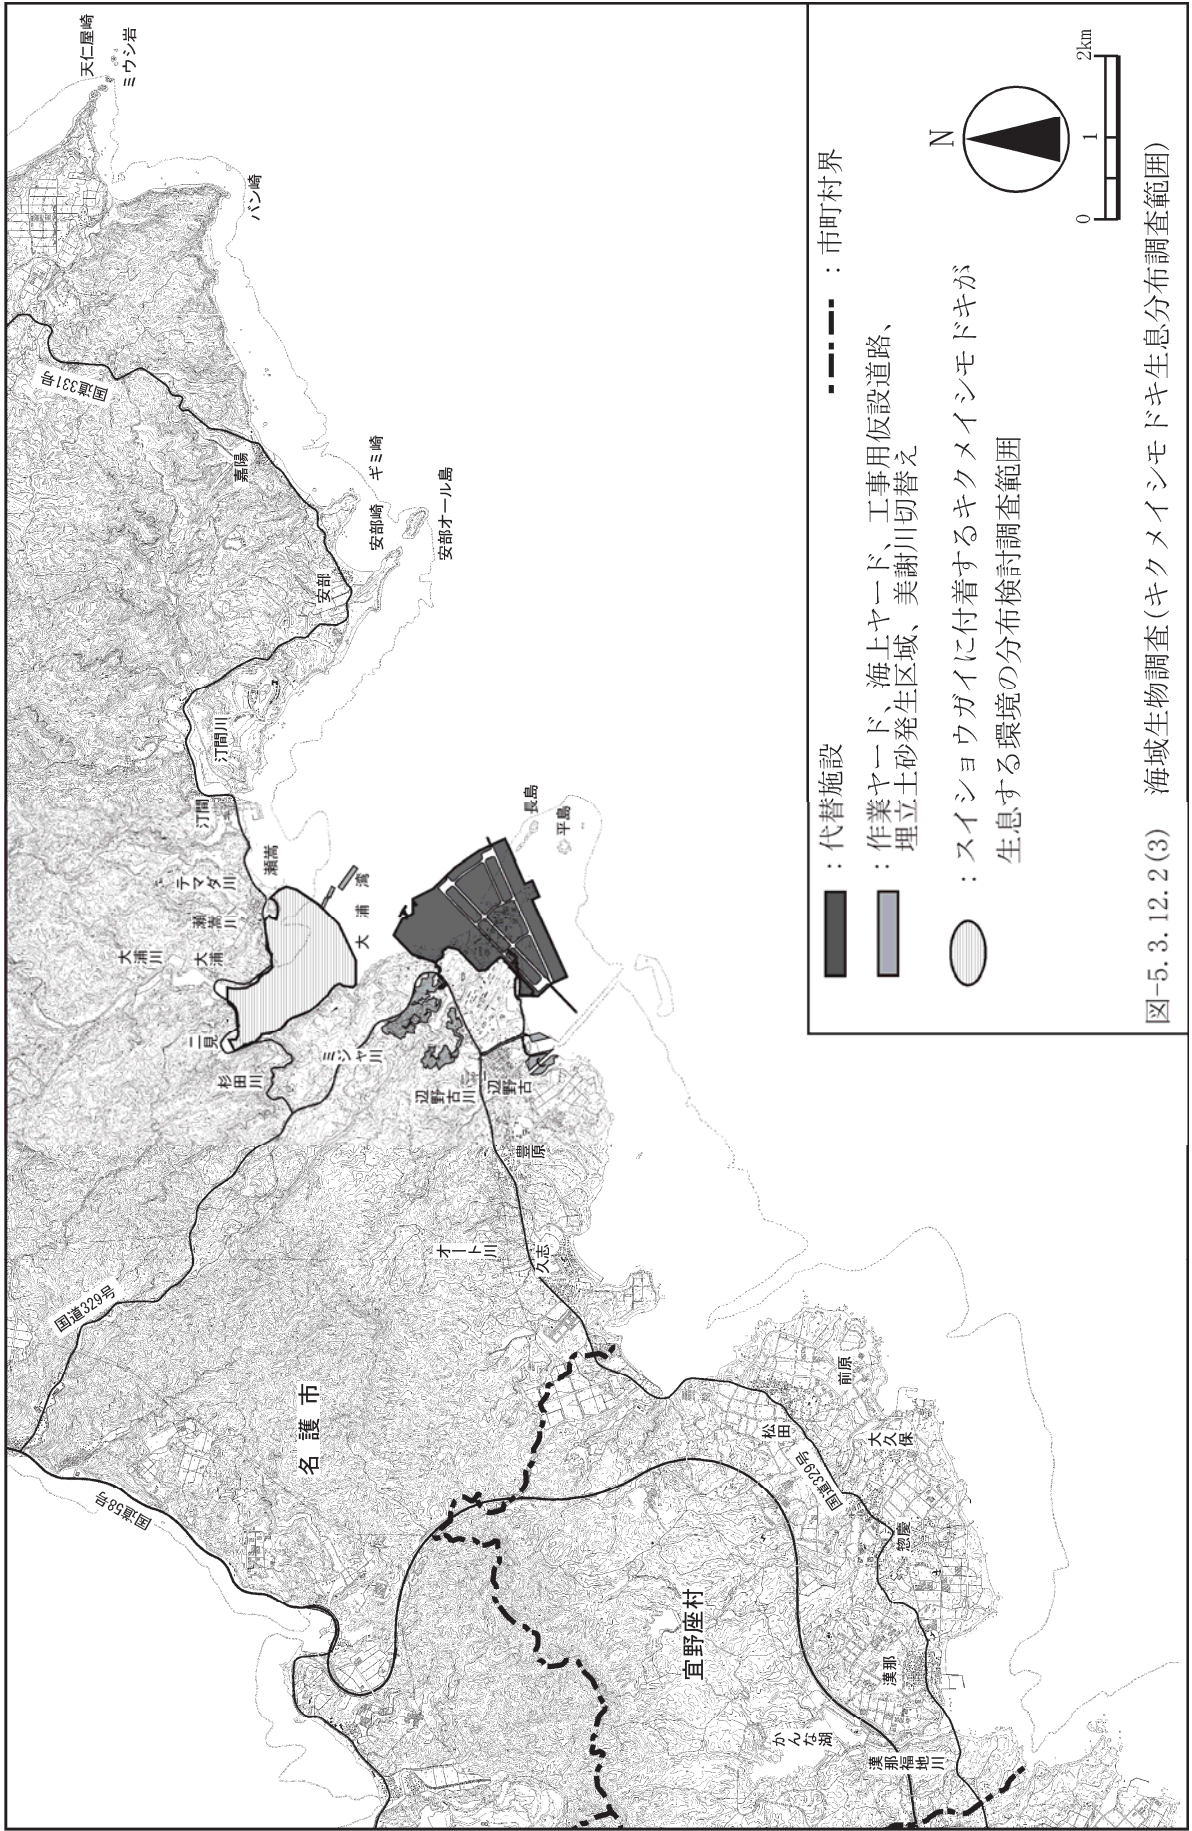 天仁屋崎
ミウシ岩
バン崎
国道331号
嘉陽
ギミ崎
安部崎
安部オール島
安部
汀間川
汀間
長島
平島
瀬嵩
テマダ川
瀬嵩川
大浦川
大浦
大浦湾
二見
杉田川
ミジャ川
辺野古川
辺野古
豊原
オート川
久志
国道329号
名護市
国道58号
前原
松田
大久保
国道329号
惣慶
宜野座村
漢那
かんな湖
漢那福地川
：代替施設
：市町村界
：作業ヤード、海上ヤード、工事用仮設道路、
埋立土砂発生区域、美謝川切替え
：スイショウガイに付着するキクメイシモドキが
生息する環境の分布検討調査範囲
N
0 1 2km
図-5.3.12.2(3) 海域生物調査(キクメイシモドキ生息分布調査範囲)